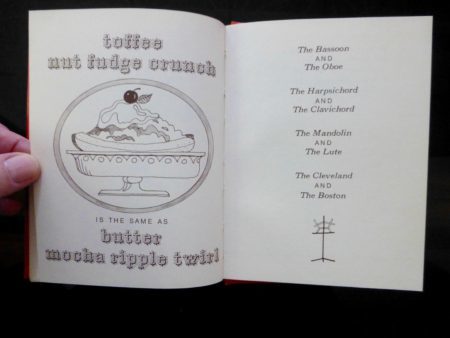 toffee
nut fudge crunch
IS THE SAME AS
butter
mocha ripple twirl
The Bassoon
AND
The Oboe
The Harpsichord
AND
The Clavichord
The Mandolin
AND
The Lute
The Cleveland
AND
The Boston